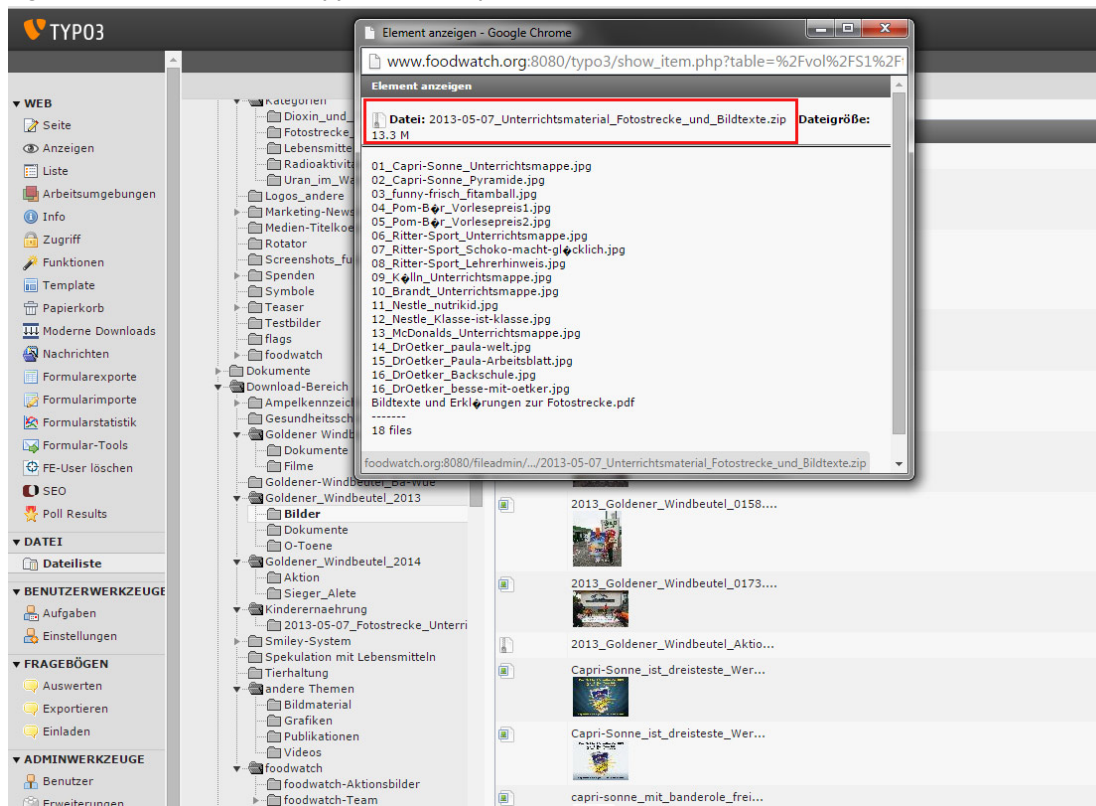 TYPO3
WEB
Seite
Anzeigen
Liste
Arbeitsumgebungen
Info
Zugriff
Funktionen
Template
Papierkorb
Moderne Downloads
Nachrichten
Formularexporte
Formularimporte
Formularstatistik
Formular-Tools
FE-User löschen
SEO
Poll Results
DATEI
Dateiliste
BENUTZERWERKZEUGE
Aufgaben
Einstellungen
FRAGEBÖGEN
Auswerten
Exportieren
Einladen
ADMINWERKZEUGE
Benutzer
Erweiterungen
Kategorien
Dioxin_und_
Fotostrecke_
Lebensmitte
Radioaktivita
Uran_im_Wa
Logos_andere
Marketing-News
Medien-Titelkoe
Rotator
Screenshots_fu
Spenden
Symbole
Teaser
Testbilder
flags
foodwatch
Dokumente
Download-Bereich
Ampelkennzeich
Gesundheitssch
Goldener Windb
Dokumente
Filme
Goldener-Windbeutel_Ba-Wue
Goldener_Windbeutel_2013
Bilder
Dokumente
O-Toene
Goldener_Windbeutel_2014
Aktion
Sieger_Alete
Kinderernaehrung
2013-05-07_Fotostrecke_Unterri
Smiley-System
Spekulation mit Lebensmitteln
Tierhaltung
andere Themen
Bildmaterial
Grafiken
Publikationen
Videos
foodwatch
foodwatch-Aktionsbilder
foodwatch-Team
Element anzeigen - Google Chrome
www.foodwatch.org:8080/typo3/show_item.php?table=%2Fvol%2FS1%2F
Element anzeigen
Datei: 2013-05-07_Unterrichtsmaterial_Fotostrecke_und_Bildtexte.zip Dateigröße:
13.3 M
01_Capri-Sonne_Unterrichtsmappe.jpg
02_Capri-Sonne_Pyramide.jpg
03_funny-frisch_fitamball.jpg
04_Pom-B�r_Vorlesepreis1.jpg
05_Pom-B�r_Vorlesepreis2.jpg
06_Ritter-Sport_Unterrichtsmappe.jpg
07_Ritter-Sport_Schoko-macht-gl�cklich.jpg
08_Ritter-Sport_Lehrerhinweis.jpg
09_K�lln_Unterrichtsmappe.jpg
10_Brandt_Unterrichtsmappe.jpg
11_Nestle_nutrikid.jpg
12_Nestle_Klasse-ist-klasse.jpg
13_McDonalds_Unterrichtsmappe.jpg
14_DrOetker_paula-welt.jpg
15_DrOetker_Paula-Arbeitsblatt.jpg
16_DrOetker_Backschule.jpg
16_DrOetker_besse-mit-oetker.jpg
Bildtexte und Erkl�rungen zur Fotostrecke.pdf
-------
18 files
foodwatch.org:8080/fileadmin/.../2013-05-07_Unterrichtsmaterial_Fotostrecke_und_Bildtexte.zip
2013_Goldener_Windbeutel_0158....
2013_Goldener_Windbeutel_0173....
2013_Goldener_Windbeutel_Aktio...
Capri-Sonne_ist_dreisteste_Wer...
Capri-Sonne_ist_dreisteste_Wer...
capri-sonne_mit_banderole_frei...